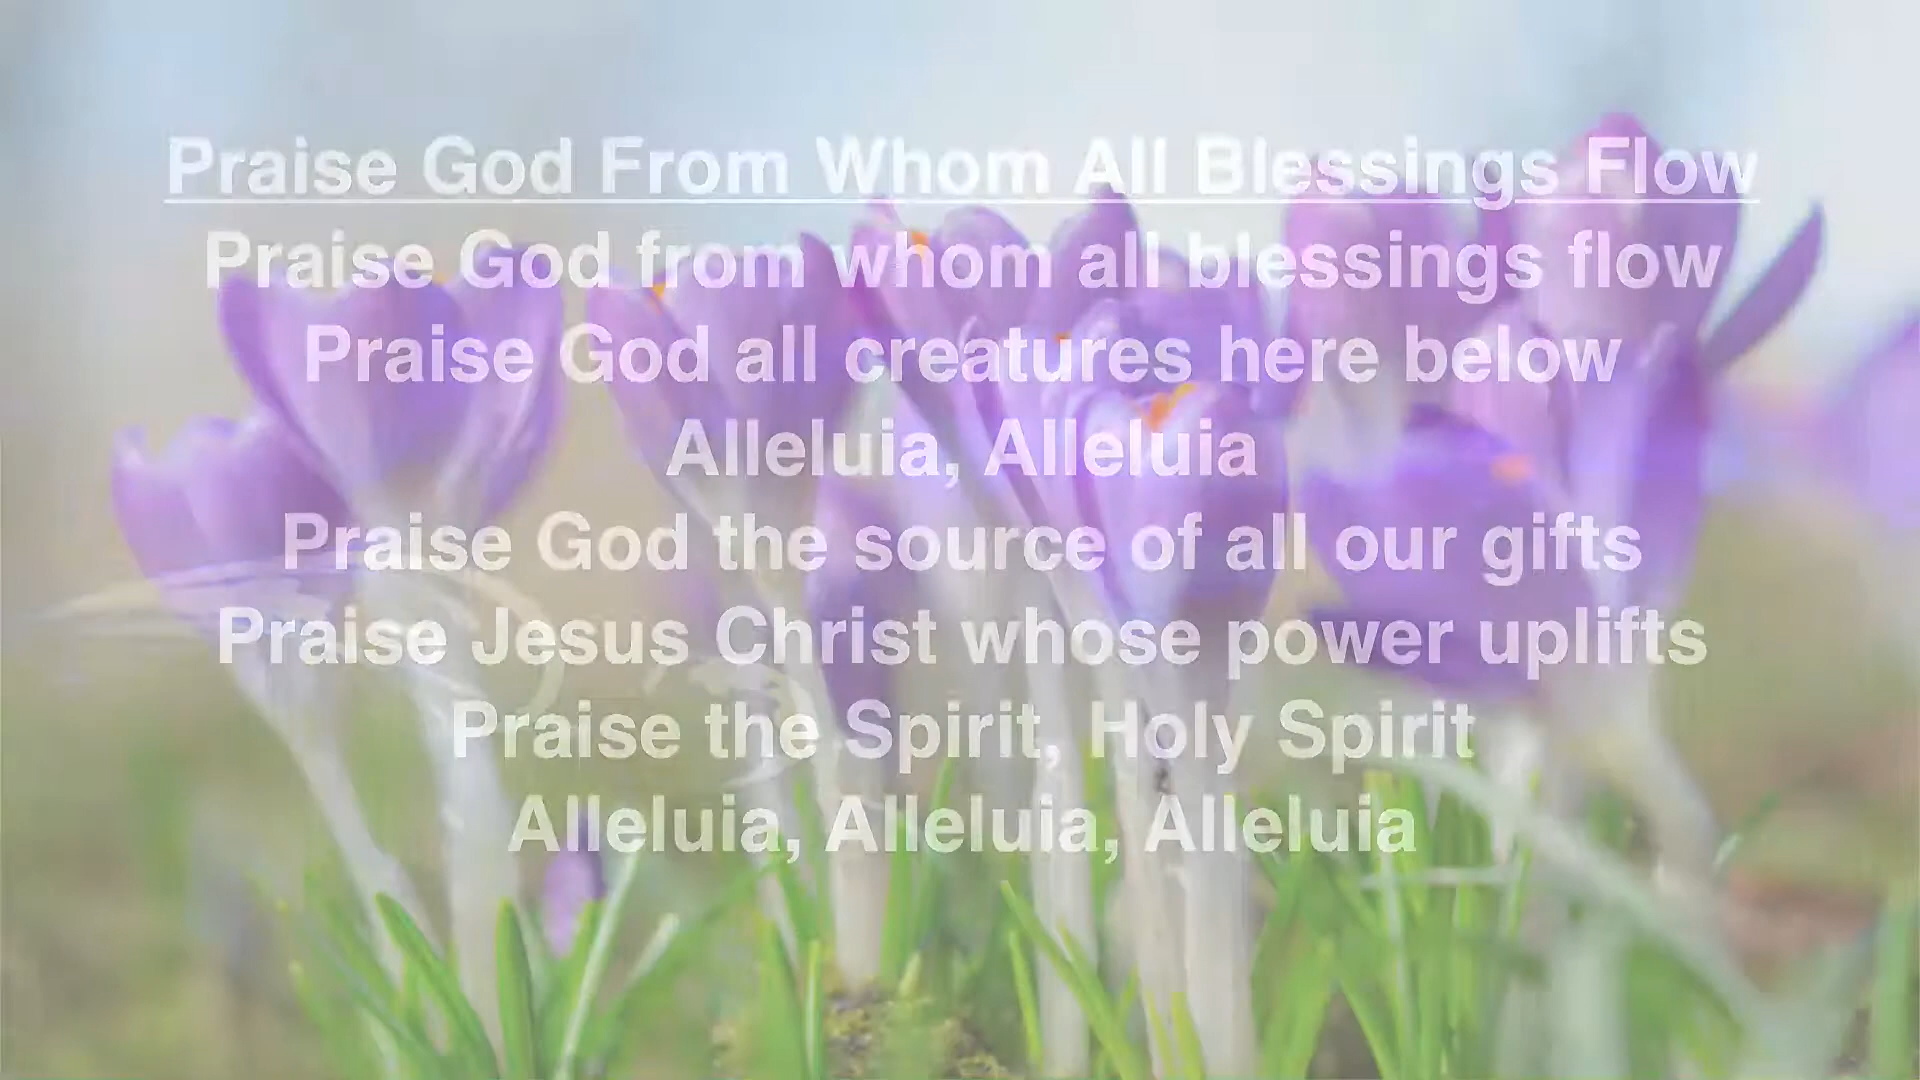 Praise God From Whom All Blessings Flow
Praise God from whom all blessings flow
Praise God all creatures here below
Alleluia, Alleluia
Praise God the source of all our gifts
Praise Jesus Christ whose power uplifts
Praise the Spirit, Holy Spirit
Alleluia, Alleluia, Alleluia